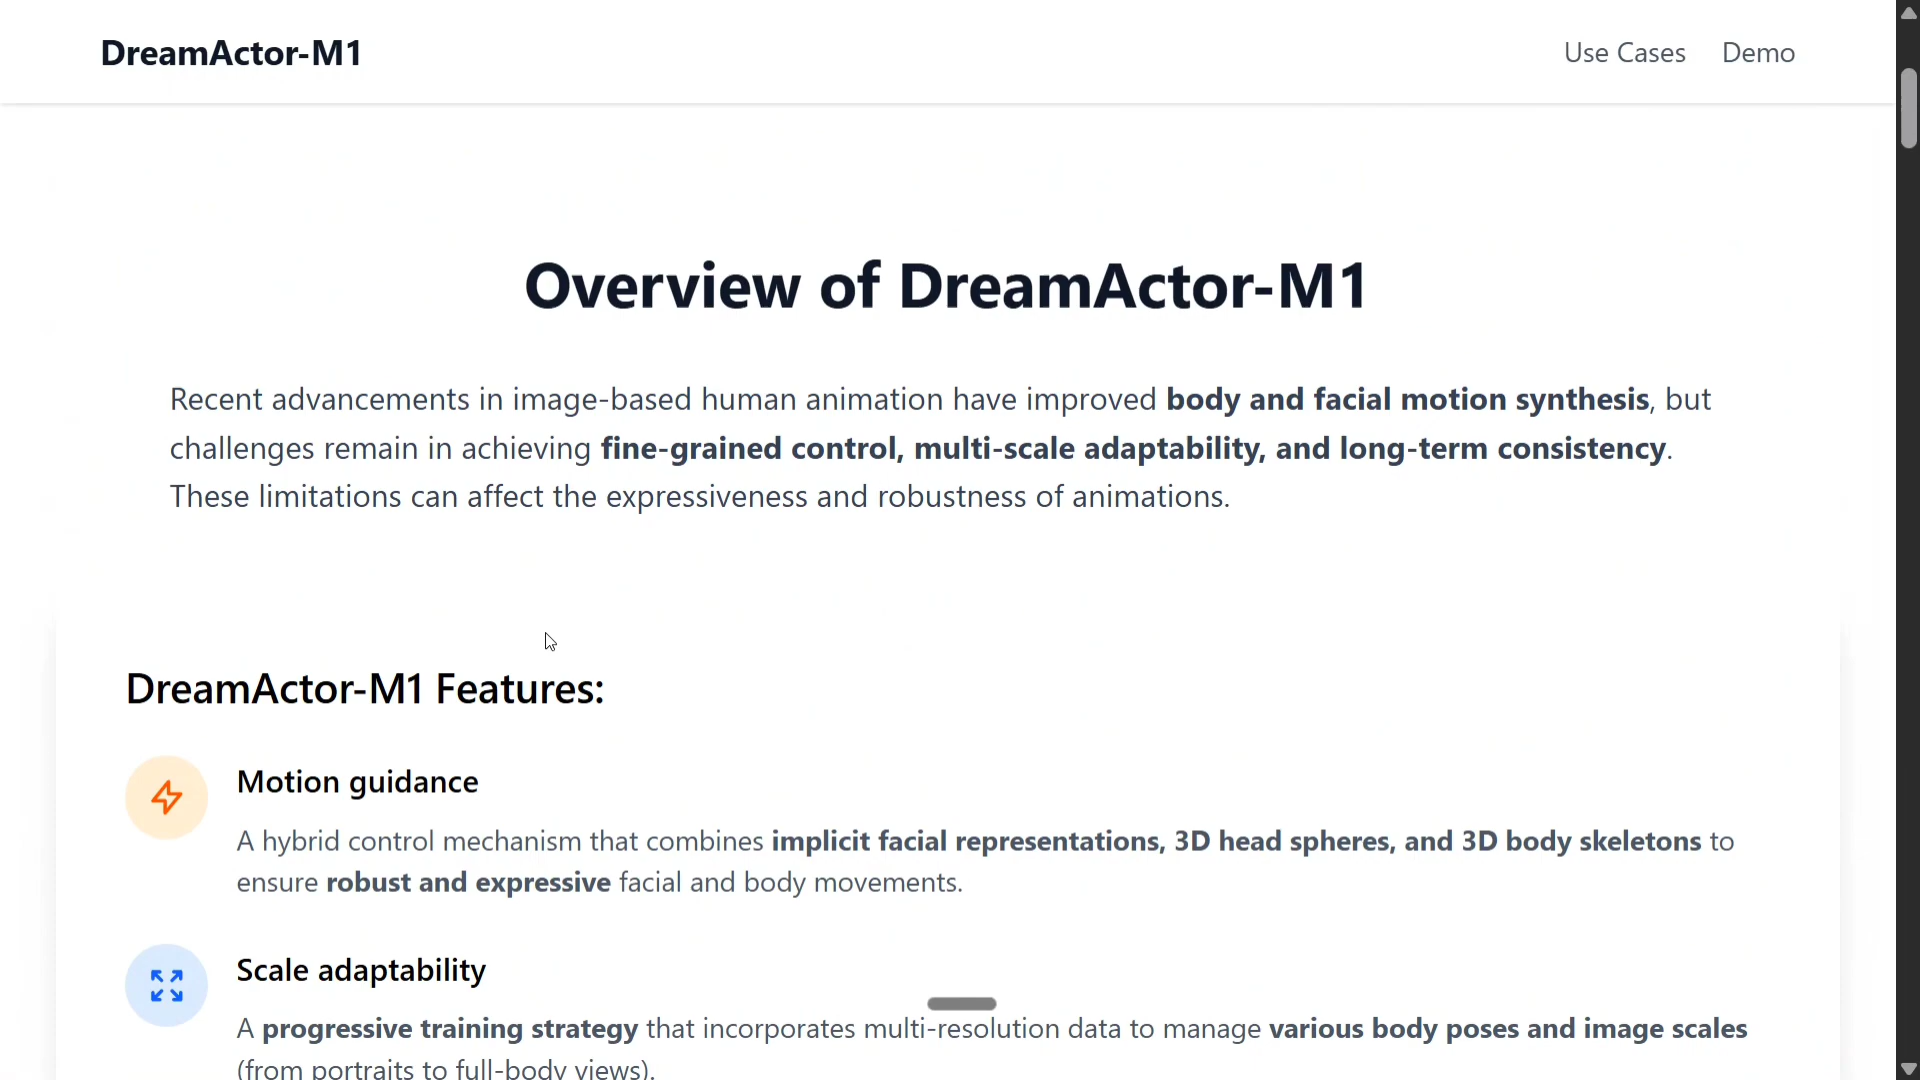 DreamActor-M1
Use Cases
Demo
Overview of DreamActor-M1
Recent advancements in image-based human animation have improved body and facial motion synthesis, but
challenges remain in achieving fine-grained control, multi-scale adaptability, and long-term consistency.
These limitations can affect the expressiveness and robustness of animations.
DreamActor-M1 Features:
Motion guidance
A hybrid control mechanism that combines implicit facial representations, 3D head spheres, and 3D body skeletons to
ensure robust and expressive facial and body movements.
Scale adaptability
A progressive training strategy that incorporates multi-resolution data to manage various body poses and image scales
(from portraits to full-body views).